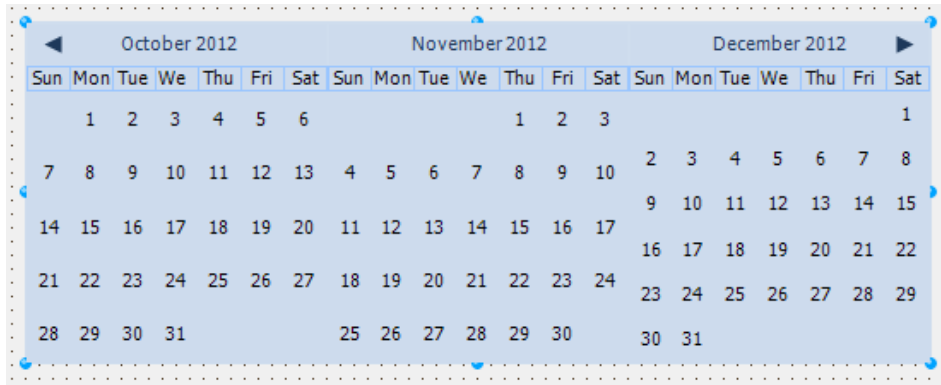 ◀ October 2012 November 2012 December 2012 ▶
Sun Mon Tue We Thu Fri Sat Sun Mon Tue We Thu Fri Sat Sun Mon Tue We Thu Fri Sat
1 2 3 4 5 6 1 2 3 1
7 8 9 10 11 12 13 4 5 6 7 8 9 10 2 3 4 5 6 7 8
14 15 16 17 18 19 20 11 12 13 14 15 16 17 9 10 11 12 13 14 15
21 22 23 24 25 26 27 18 19 20 21 22 23 24 16 17 18 19 20 21 22
28 29 30 31 25 26 27 28 29 30 23 24 25 26 27 28 29
30 31